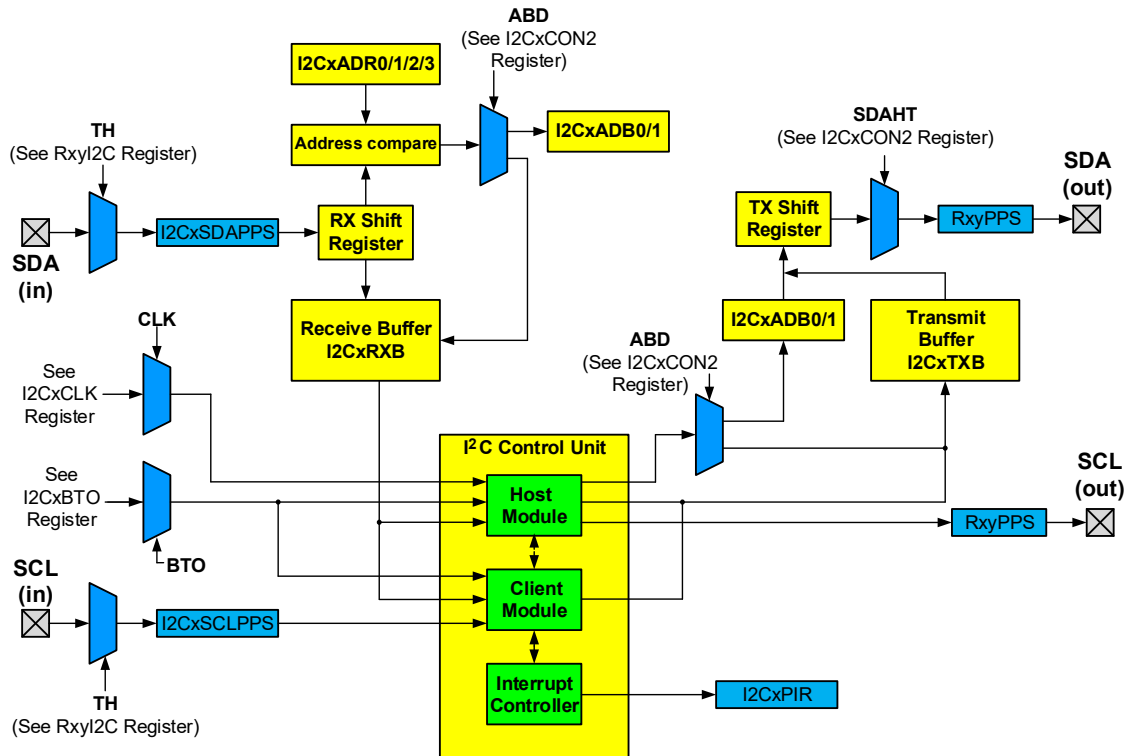 ABD
(See I2CxCON2
Register)
I2CxADR0/1/2/3
TH
(See RxyI2C Register)
Address compare
I2CxADB0/1
SDAHT
(See I2CxCON2 Register)
SDA
(out)
I2CxSDAPPS
RX Shift
Register
TX Shift
Register
RxyPPS
SDA
(in)
CLK
Receive Buffer
I2CxRXB
I2CxADB0/1
Transmit
Buffer
I2CxTXB
ABD
(See I2CxCON2
Register)
See
I2CxCLK
Register
I²C Control Unit
See
I2CxBTO
Register
Host
Module
SCL
(out)
RxyPPS
BTO
SCL
(in)
Client
Module
I2CxSCLPPS
TH
(See RxyI2C Register)
Interrupt
Controller
I2CxPIR